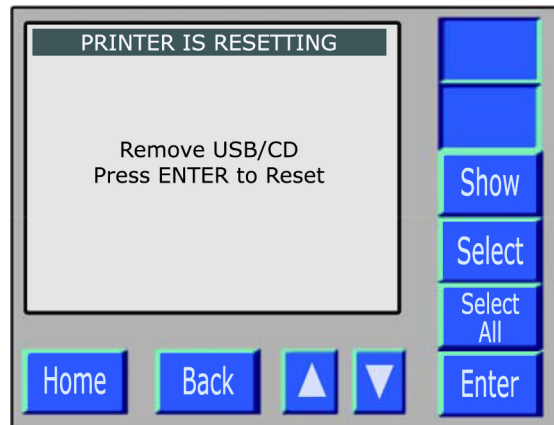 PRINTER IS RESETTING
Remove USB/CD
Press ENTER to Reset
Show
Select
Select
All
Home
Back
Enter